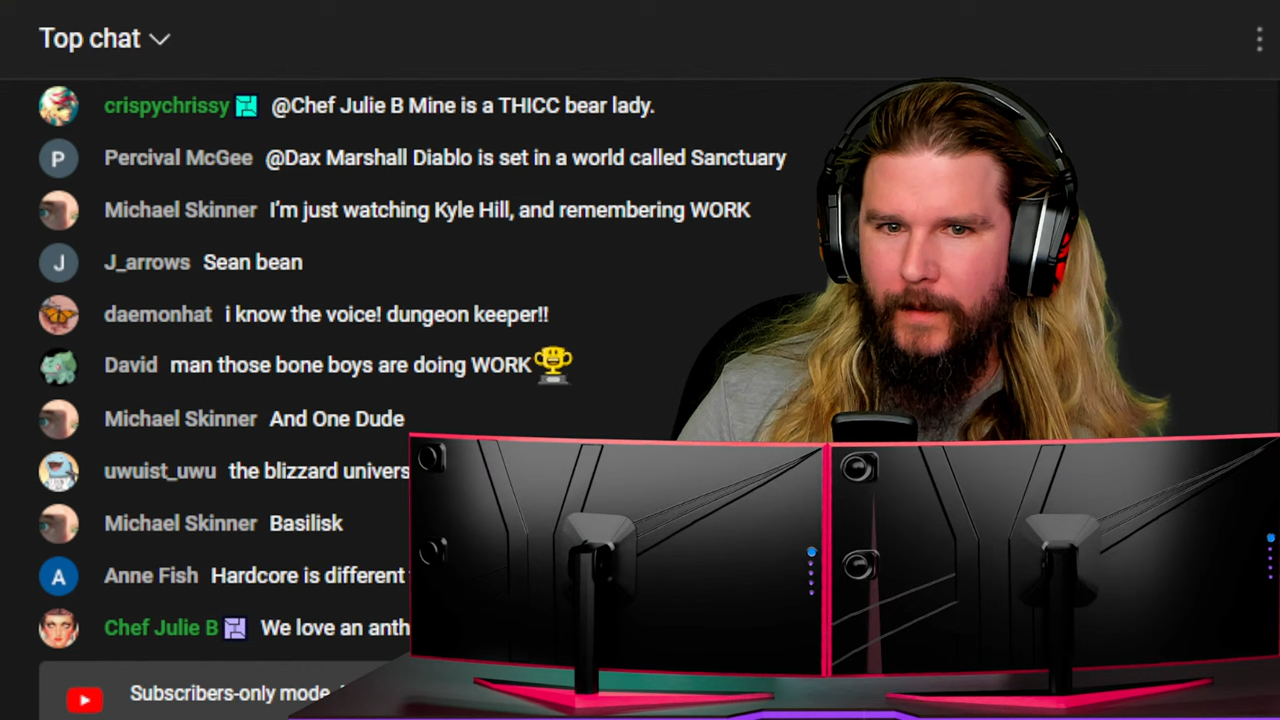 Top chat
crispychrissy @Chef Julie B Mine is a THICC bear lady.
Percival McGee @Dax Marshall Diablo is set in a world called Sanctuary
Michael Skinner I'm just watching Kyle Hill, and remembering WORK
J_arrows Sean bean
daemonhat i know the voice! dungeon keeper!!
David man those bone boys are doing WORK
Michael Skinner And One Dude
uwuist_uwu the blizzard univers
Michael Skinner Basilisk
Anne Fish Hardcore is different
Chef Julie B We love an anth
Subscribers-only mode.